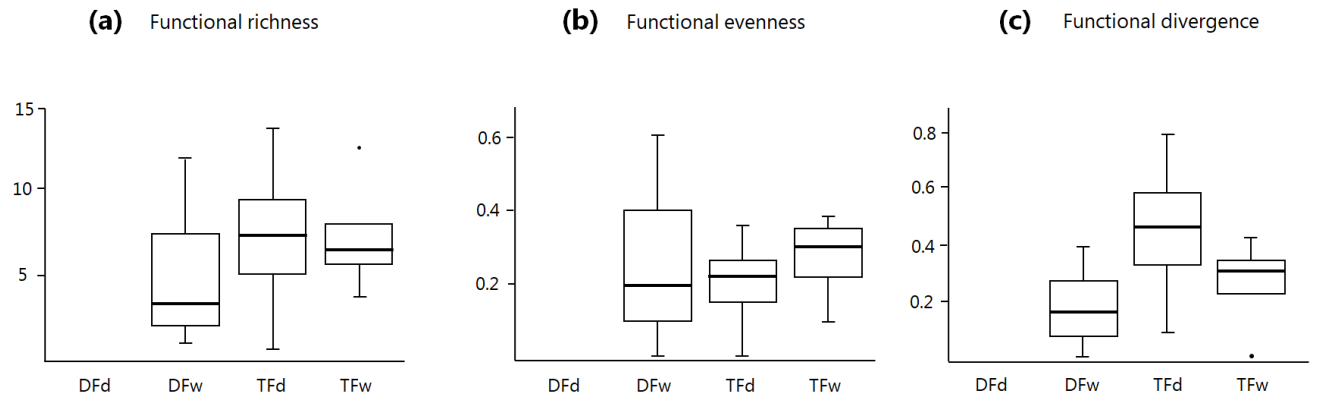 (a) Functional richness
15
10
5
DFd DFw TFd TFw
(b) Functional evenness
0.6
0.4
0.2
DFd DFw TFd TFw
(c) Functional divergence
0.8
0.6
0.4
0.2
DFd DFw TFd TFw